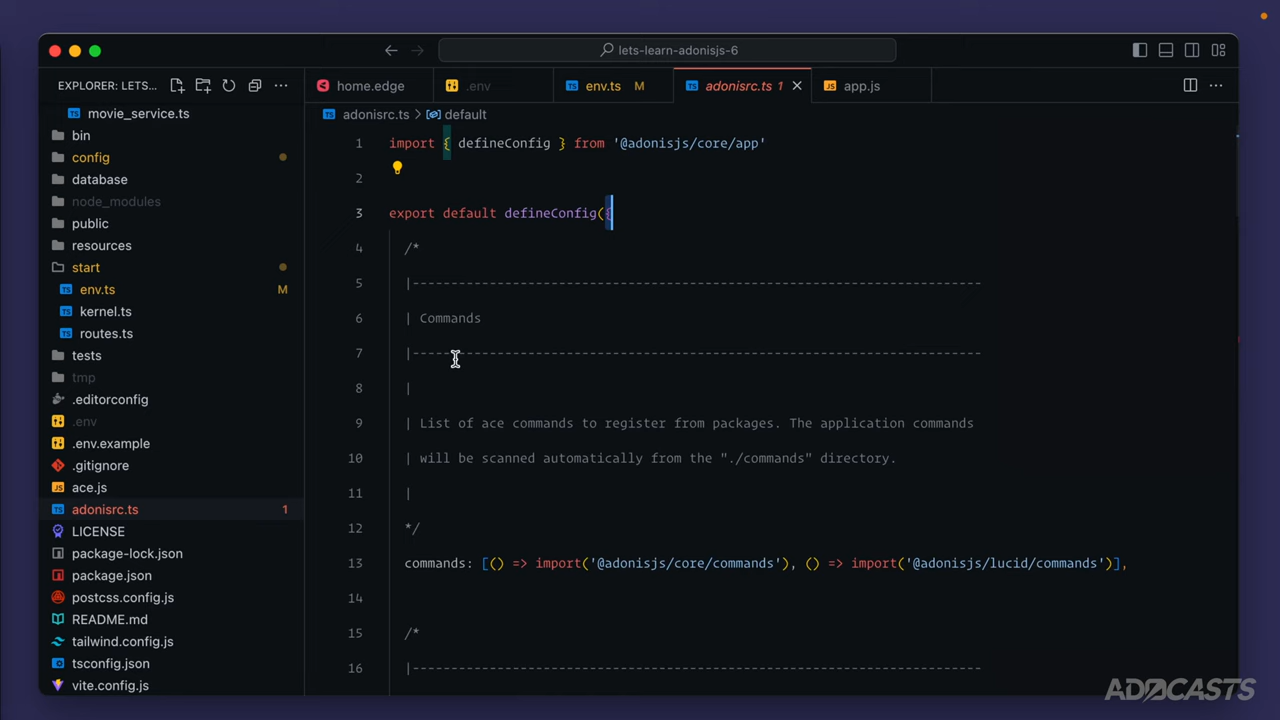 lets-learn-adonisjs-6
EXPLORER: LETS...
home.edge
.env
env.ts M
adonisrc.ts 1
app.js
movie_service.ts
bin
config
database
node_modules
public
resources
start
env.ts M
kernel.ts
routes.ts
tests
tmp
.editorconfig
.env
.env.example
.gitignore
ace.js
adonisrc.ts 1
LICENSE
package-lock.json
package.json
postcss.config.js
README.md
tailwind.config.js
tsconfig.json
vite.config.js
adonisrc.ts > default
1 import { defineConfig } from '@adonisjs/core/app'
2
3 export default defineConfig({
4 /*
5 |--------------------------------------------------------------------------
6 | Commands
7 |--------------------------------------------------------------------------
8 |
9 | List of ace commands to register from packages. The application commands
10 | will be scanned automatically from the "./commands" directory.
11 |
12 */
13 commands: [() => import('@adonisjs/core/commands'), () => import('@adonisjs/lucid/commands')],
14
15 /*
16 |--------------------------------------------------------------------------
ADOCASTS